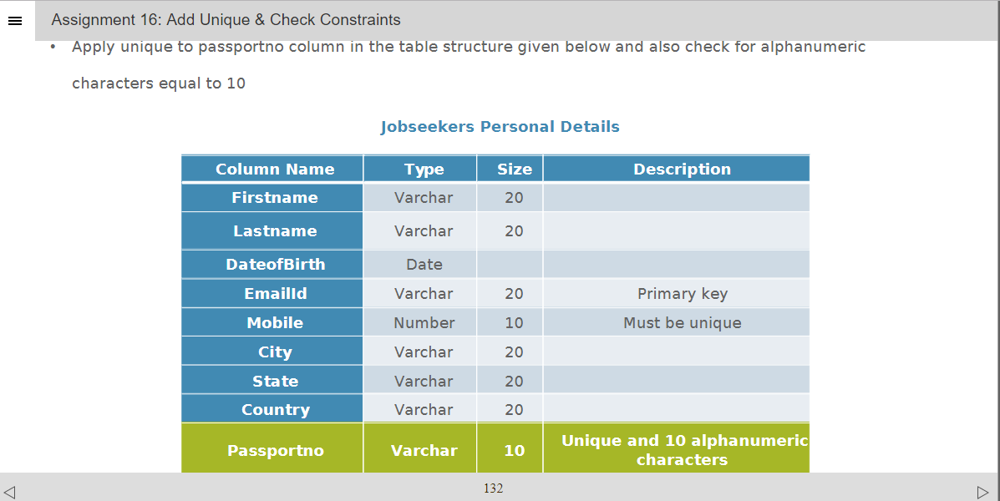 Assignment 16: Add Unique & Check Constraints
• Apply unique to passportno column in the table structure given below and also check for alphanumeric
characters equal to 10
Jobseekers Personal Details
Column Name Type Size Description
Firstname Varchar 20
Lastname Varchar 20
DateofBirth Date
EmailId Varchar 20 Primary key
Mobile Number 10 Must be unique
City Varchar 20
State Varchar 20
Country Varchar 20
Passportno Varchar 10 Unique and 10 alphanumeric
characters
132